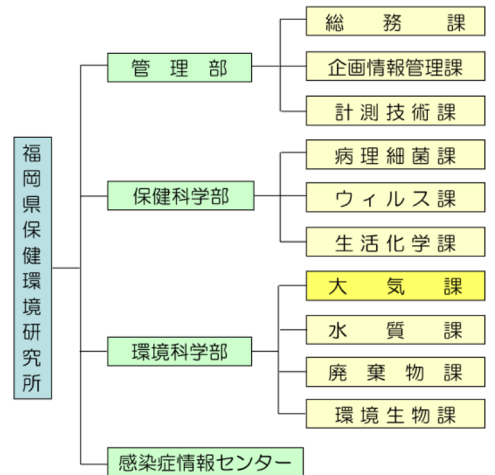 福岡県保健環境研究所
管理部
総務課
企画情報管理課
計測技術課
保健科学部
病理細菌課
ウィルス課
生活化学課
環境科学部
大気課
水質課
廃棄物課
環境生物課
感染症情報センター